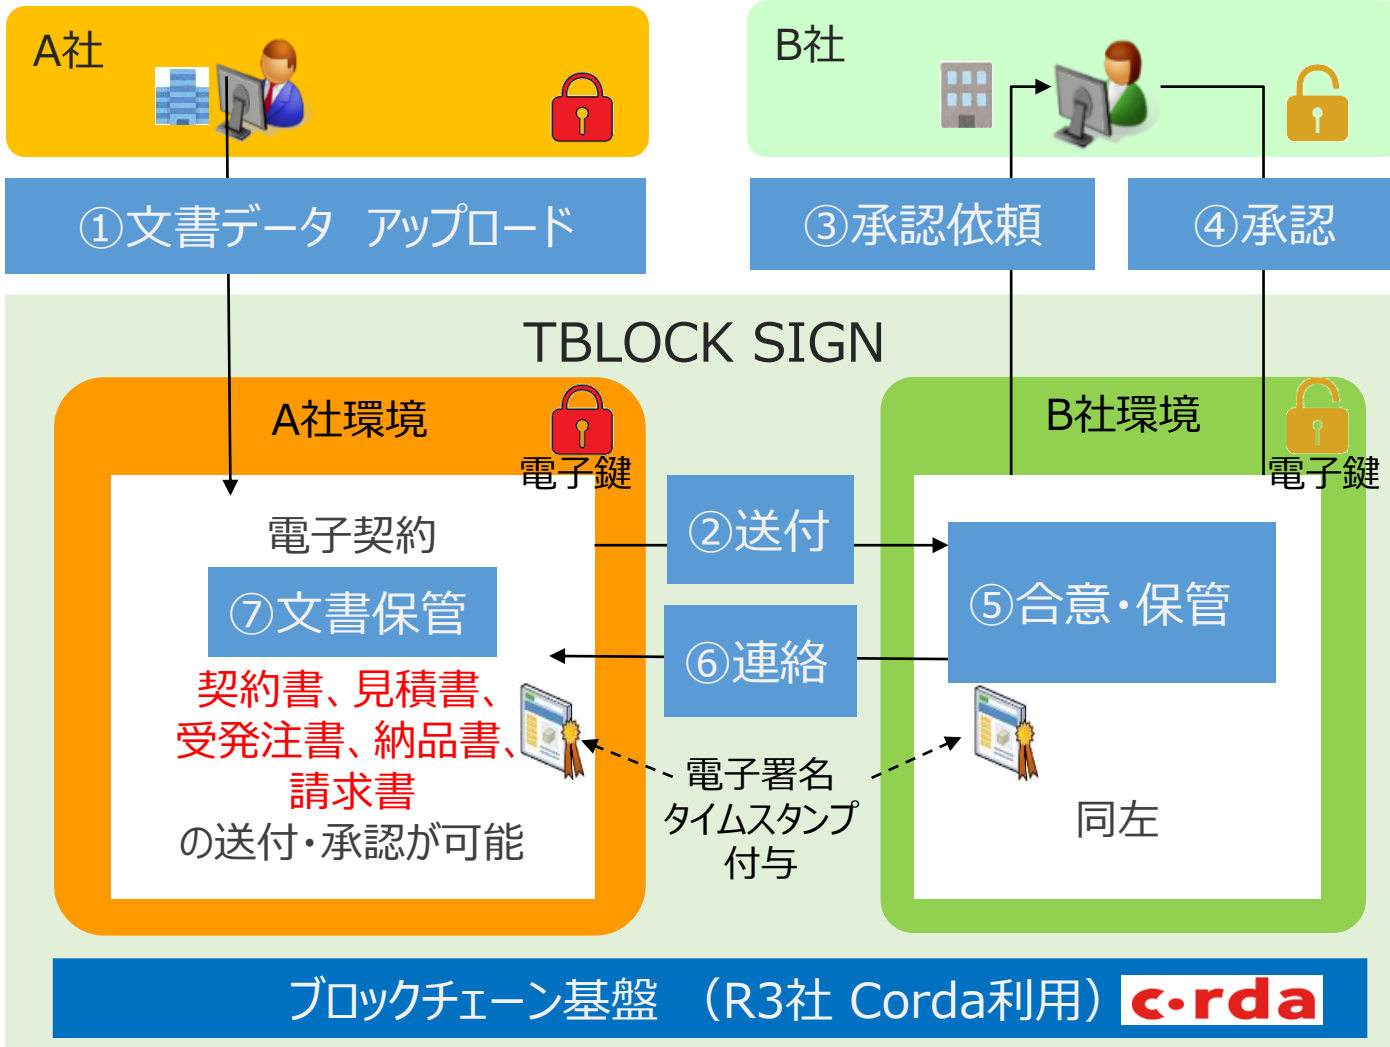 A社
B社
①文書データ　アップロード
③承認依頼
④承認
TBLOCK SIGN
A社環境
電子鍵
B社環境
電子鍵
電子契約
⑦文書保管
契約書、見積書、
受発注書、納品書、
請求書
の送付・承認が可能
②送付
⑥連絡
電子署名
タイムスタンプ
付与
⑤合意・保管
同左
ブロックチェーン基盤　（R3社 Corda利用）
c·rda